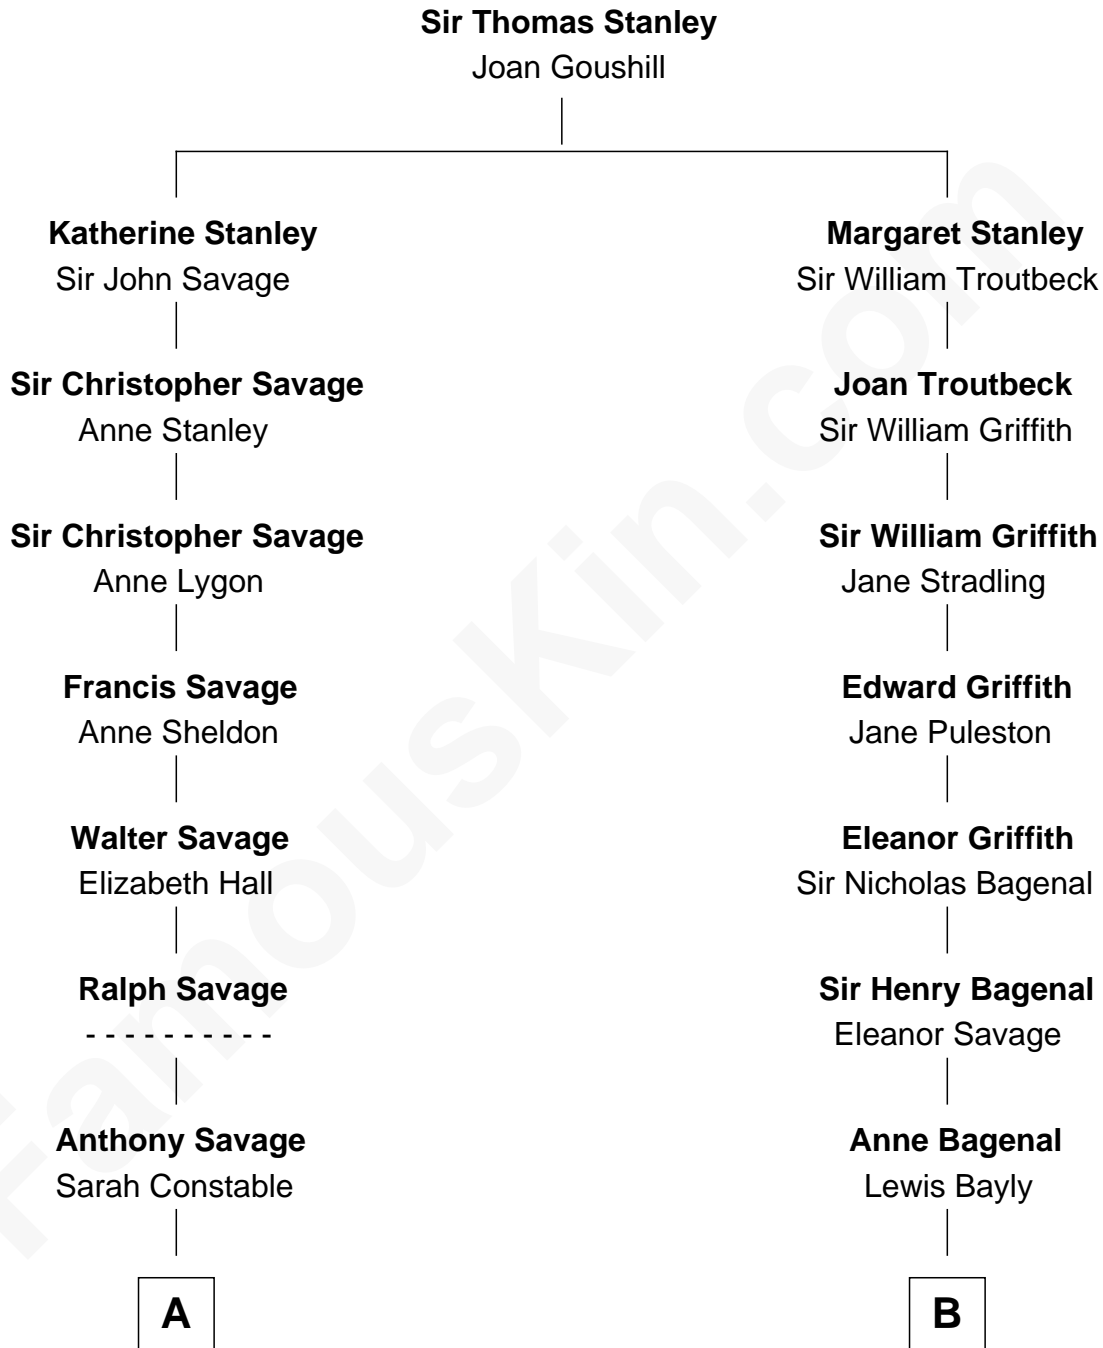 Sir Thomas Stanley
Joan Goushill
Katherine Stanley
Sir John Savage
Margaret Stanley
Sir William Troutbeck
Sir Christopher Savage
Anne Stanley
Joan Troutbeck
Sir William Griffith
Sir Christopher Savage
Anne Lygon
Sir William Griffith
Jane Stradling
Francis Savage
Anne Sheldon
Edward Griffith
Jane Puleston
Walter Savage
Elizabeth Hall
Eleanor Griffith
Sir Nicholas Bagenal
Ralph Savage
- - - - - - - - - -
Sir Henry Bagenal
Eleanor Savage
Anthony Savage
Sarah Constable
Anne Bagenal
Lewis Bayly
A
B
FamousKin.com